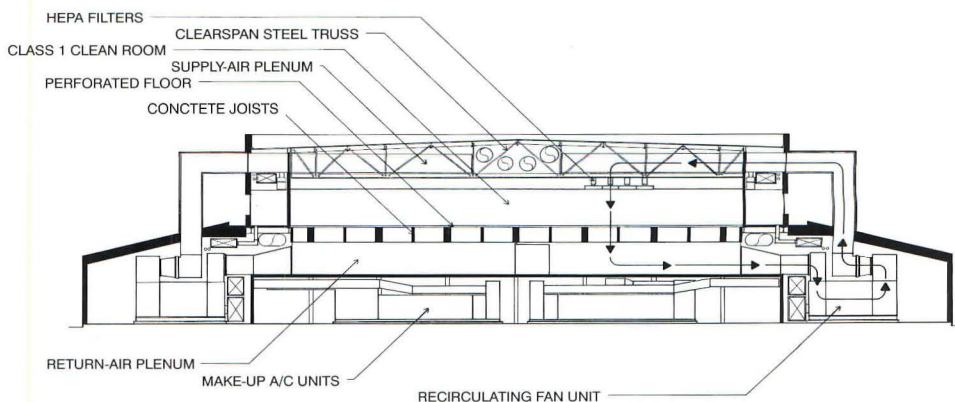 HEPA FILTERS
CLEARSPAN STEEL TRUSS
CLASS 1 CLEAN ROOM
SUPPLY-AIR PLENUM
PERFORATED FLOOR
CONCTETE JOISTS
RETURN-AIR PLENUM
MAKE-UP A/C UNITS
RECIRCULATING FAN UNIT